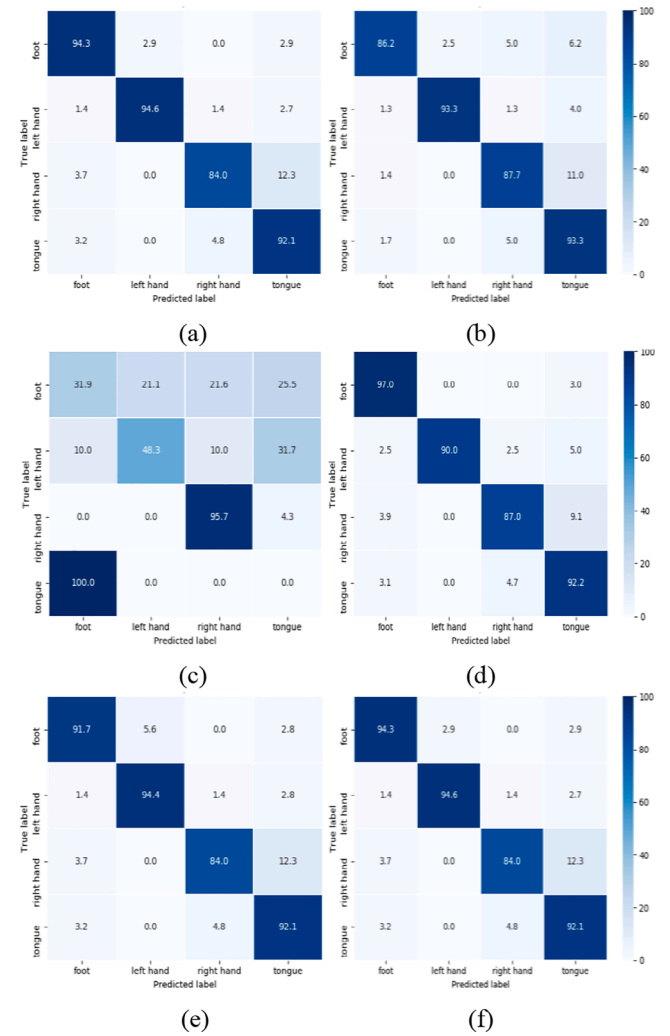 foot 94.3 2.9 0.0 2.9
left hand 1.4 94.6 1.4 2.7
right hand 3.7 0.0 84.0 12.3
tongue 3.2 0.0 4.8 92.1
True label
foot left hand right hand tongue
Predicted label
(a)
foot 86.2 2.5 5.0 6.2
left hand 1.3 93.3 1.3 4.0
right hand 1.4 0.0 87.7 11.0
tongue 1.7 0.0 5.0 93.3
True label
foot left hand right hand tongue
Predicted label
100
80
60
40
20
0
(b)
foot 31.9 21.1 21.6 25.5
left hand 10.0 48.3 10.0 31.7
right hand 0.0 0.0 95.7 4.3
tongue 100.0 0.0 0.0 0.0
True label
foot left hand right hand tongue
Predicted label
(c)
foot 97.0 0.0 0.0 3.0
left hand 2.5 90.0 2.5 5.0
right hand 3.9 0.0 87.0 9.1
tongue 3.1 0.0 4.7 92.2
True label
foot left hand right hand tongue
Predicted label
100
80
60
40
20
0
(d)
foot 91.7 5.6 0.0 2.8
left hand 1.4 94.4 1.4 2.8
right hand 3.7 0.0 84.0 12.3
tongue 3.2 0.0 4.8 92.1
True label
foot left hand right hand tongue
Predicted label
(e)
foot 94.3 2.9 0.0 2.9
left hand 1.4 94.6 1.4 2.7
right hand 3.7 0.0 84.0 12.3
tongue 3.2 0.0 4.8 92.1
True label
foot left hand right hand tongue
Predicted label
100
80
60
40
20
0
(f)